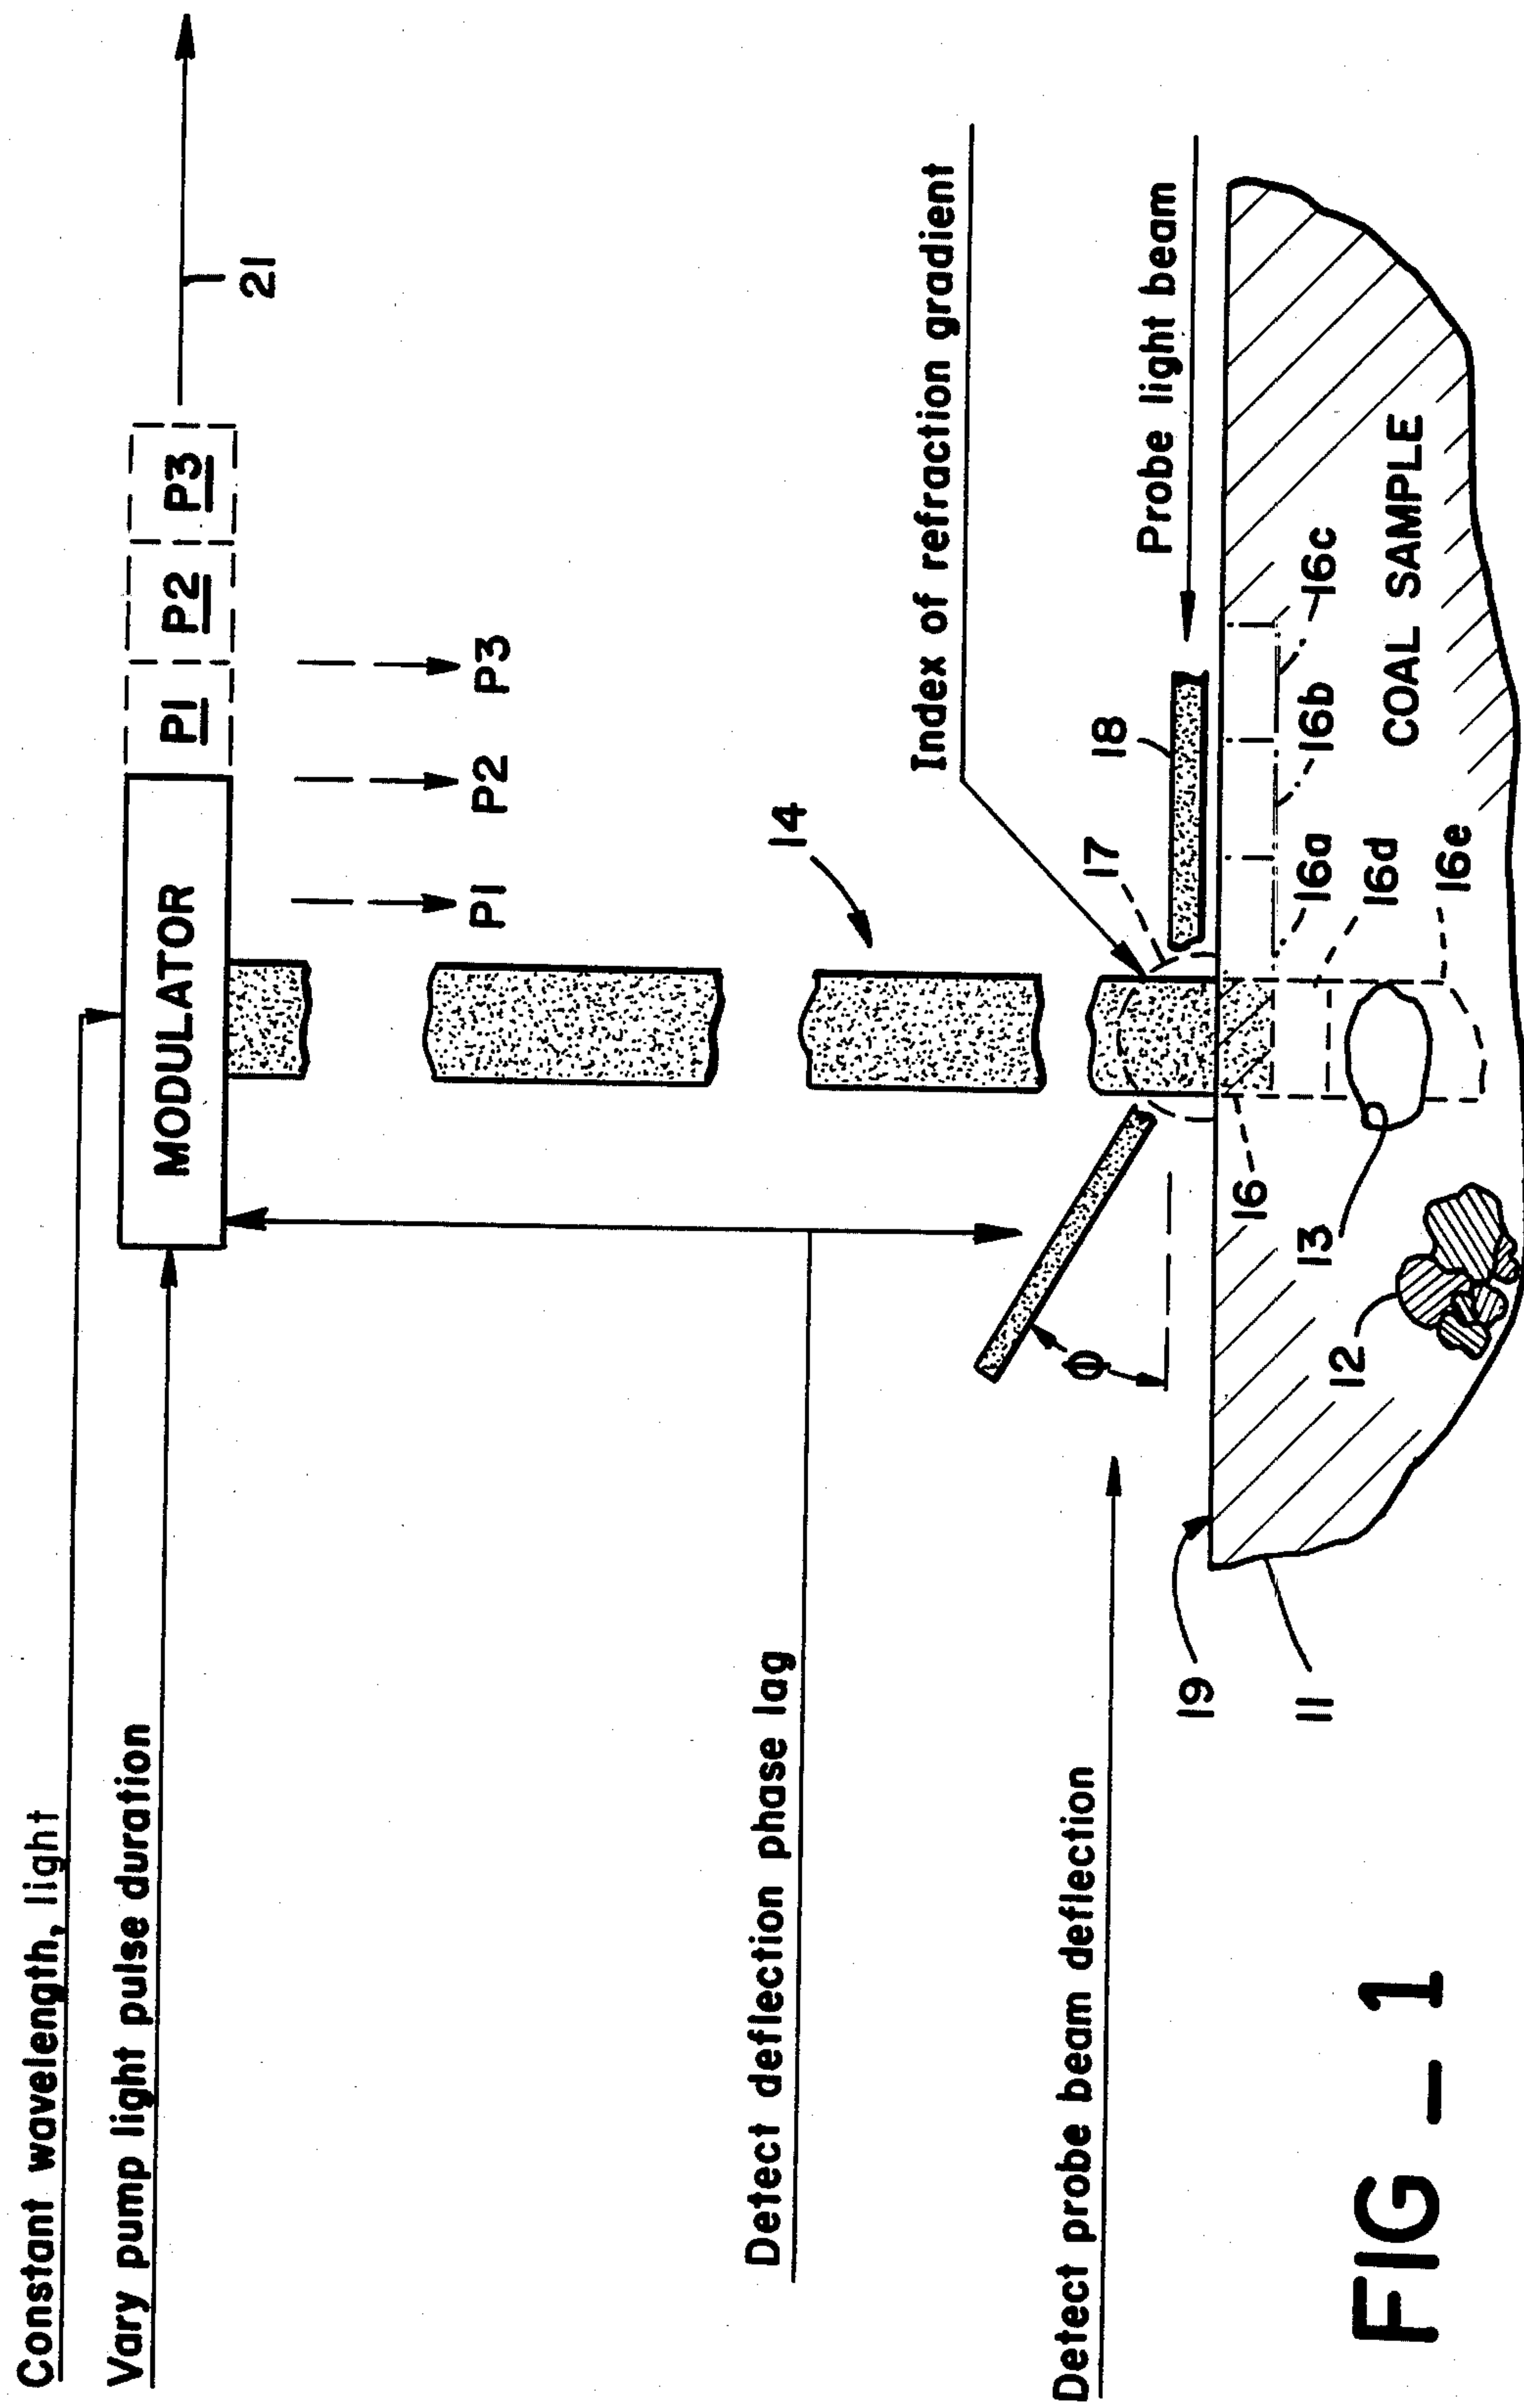 Constant wavelength, light
Vary pump light pulse duration
MODULATOR
P1 P2 P3
21
P1 P2 P3
14
Detect deflection phase lag
Index of refraction gradient
17
18
Probe light beam
Detect probe beam deflection
Φ
19
11
16
16a
16b
16c
13
12
16d
16e
COAL SAMPLE
FIG - 1